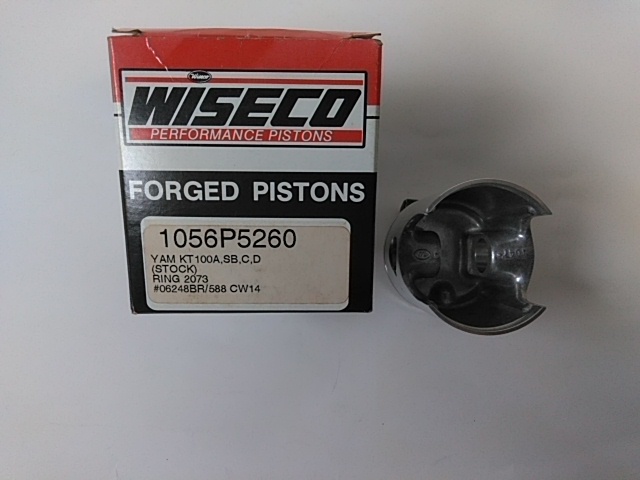 Wiseco
WISECO
PERFORMANCE PISTONS
FORGED PISTONS
1056P5260
YAM KT100A,SB,C,D
(STOCK)
RING 2073
#06248BR/588 CW14